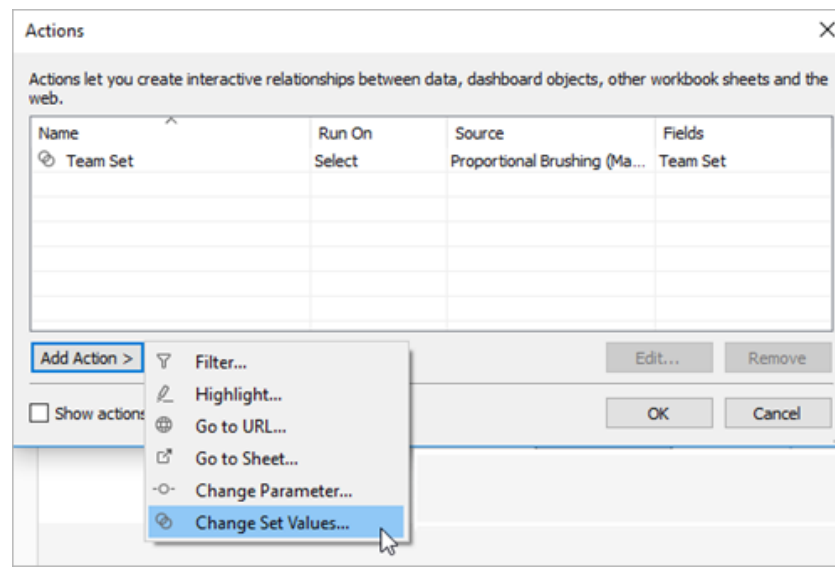 Actions
Actions let you create interactive relationships between data, dashboard objects, other workbook sheets and the
web.
Name Run On Source Fields
Team Set Select Proportional Brushing (Ma... Team Set
Add Action > Edit... Remove
Filter...
Highlight...
Show actions OK Cancel
Go to URL...
Go to Sheet...
Change Parameter...
Change Set Values...